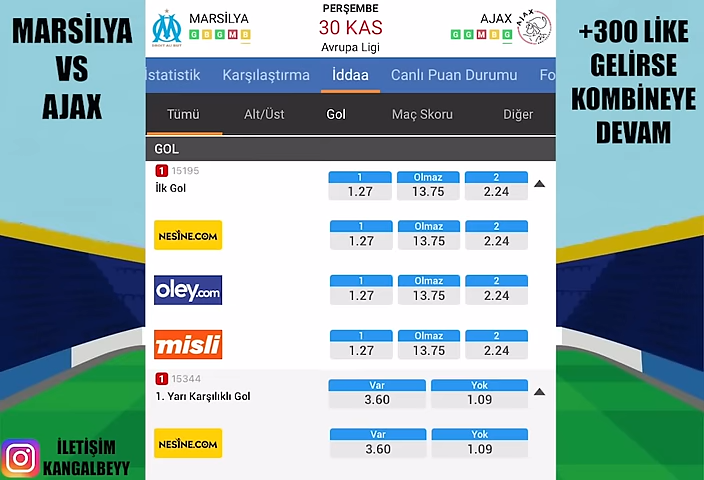 MARSİLYA
VS
AJAX
MARSİLYA
G B G M B
PERŞEMBE
30 KAS
Avrupa Ligi
AJAX
G G M B G
+300 LİKE
GELİRSE
KOMBİNEYE
DEVAM
istatistik Karşılaştırma İddaa Canlı Puan Durumu Fo
Tümü Alt/Üst Gol Maç Skoru Diğer
GOL
1 15195
İlk Gol
1 Olmaz 2
1.27 13.75 2.24
NESİNE.COM
1 Olmaz 2
1.27 13.75 2.24
oley.com
1 Olmaz 2
1.27 13.75 2.24
misli
1 Olmaz 2
1.27 13.75 2.24
1 15344
1. Yarı Karşılıklı Gol
Var Yok
3.60 1.09
NESİNE.COM
Var Yok
3.60 1.09
İLETİŞİM
KANGALBEYY